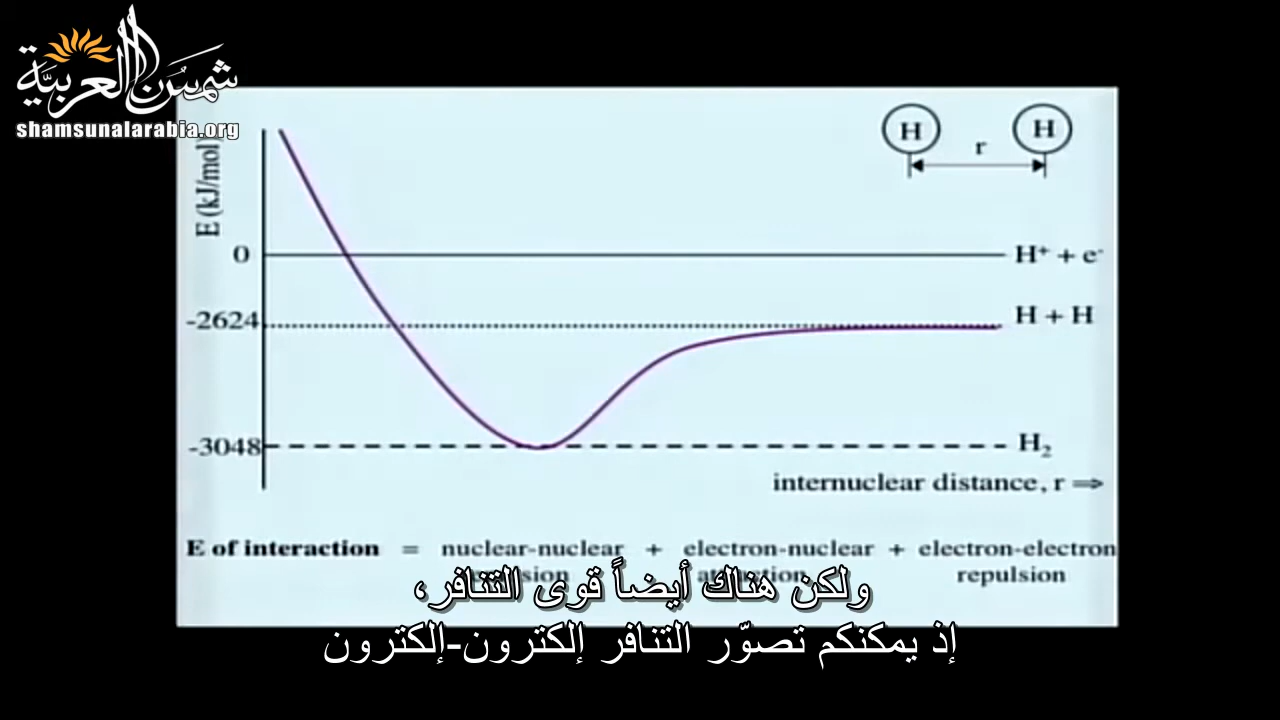 شمسُ العربيّة
shamsunalarabia.org
H H
r
E (kJ/mol)
0 H⁺ + e⁻
-2624 H + H
-3048 H₂
internuclear distance, r ⇒
E of interaction = nuclear-nuclear + electron-nuclear + electron-electron
repulsion
ولكن هناك أيضاً قوى التنافر،
إذ يمكنكم تصوّر التنافر إلكترون-إلكترون